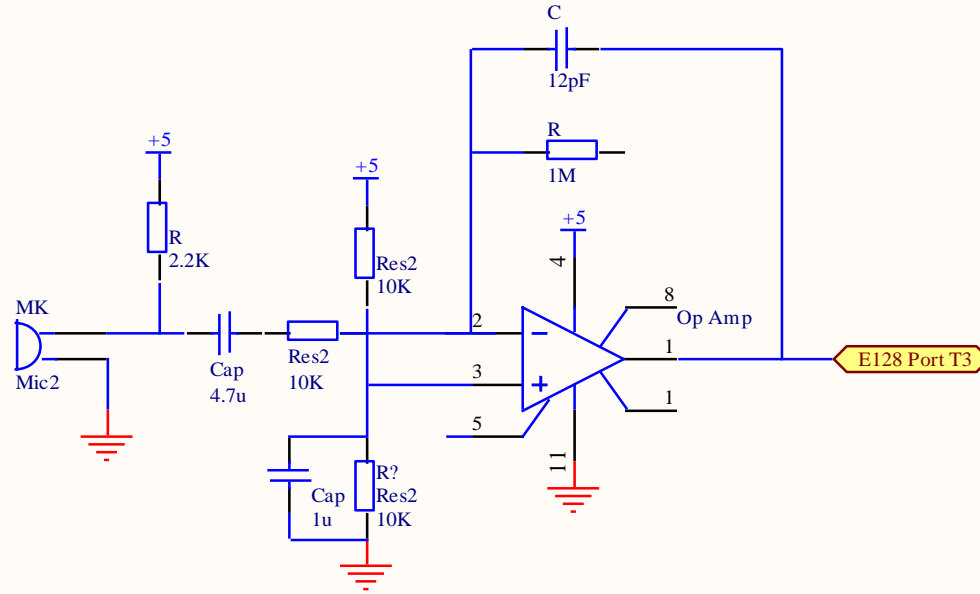 C
12pF
R
1M
+5
R
2.2K
+5
Res2
10K
+5
4
8
Op Amp
MK
Mic2
Cap
4.7u
Res2
10K
2
3
5
1
1
11
E128 Port T3
Cap
1u
R?
Res2
10K